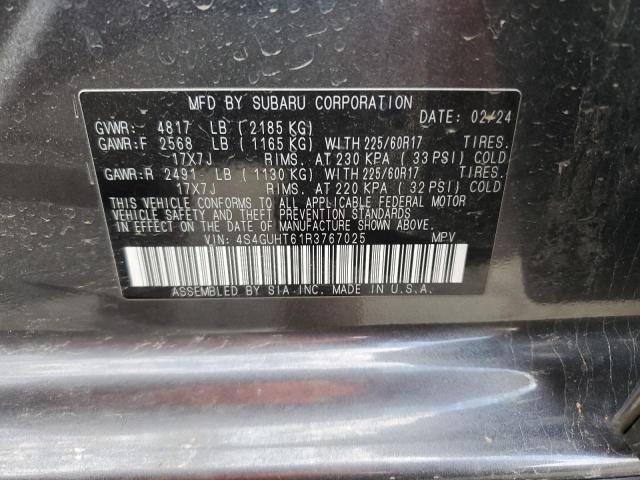 MFD BY SUBARU CORPORATION DATE: 02/24
GVWR: 4817 LB (2185 KG)
GAWR:F 2568 LB (1165 KG) WITH 225/60R17 TIRES.
17X7J RIMS. AT 230 KPA (33 PSI) COLD
GAWR:R 2491 LB (1130 KG) WITH 225/60R17 TIRES.
17X7J RIMS. AT 220 KPA (32 PSI) COLD
THIS VEHICLE CONFORMS TO ALL APPLICABLE FEDERAL MOTOR
VEHICLE SAFETY AND THEFT PREVENTION STANDARDS IN EFFECT
ON THE DATE OF MANUFACTURE SHOWN ABOVE.
VIN: 4S4GUHT61R3767025 MPV
ASSEMBLED BY SIA-INC. MADE IN U.S.A.